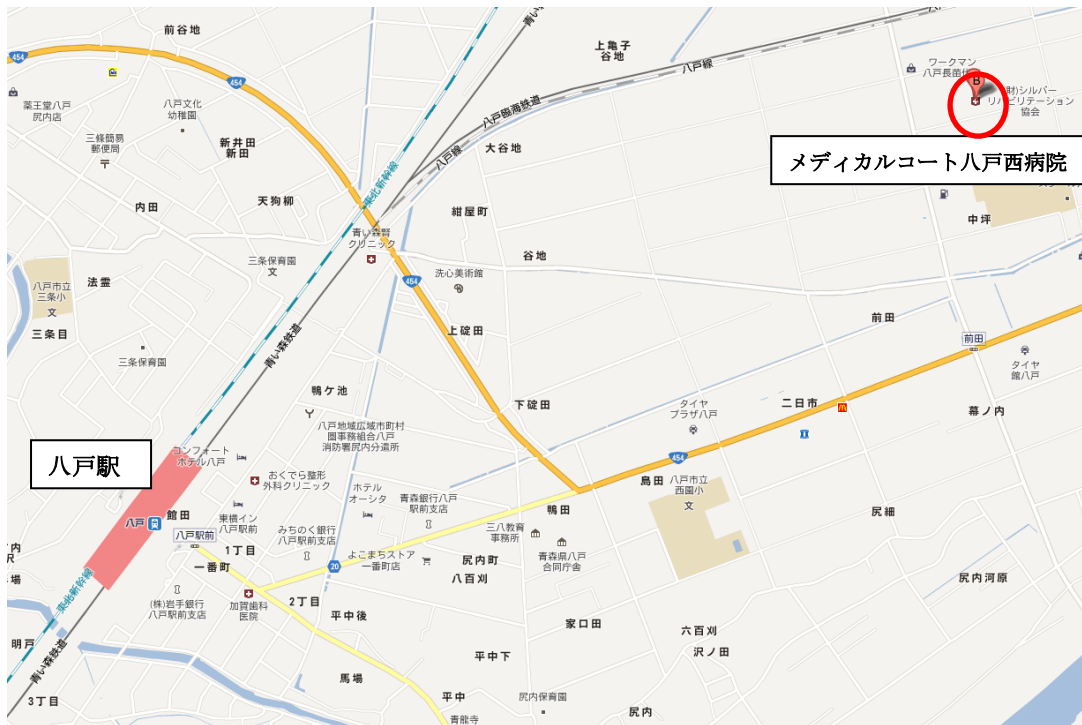 前谷地
454
454
薬王堂八戸
尻内店
八戸文化
幼稚園
三條簡易
郵便局
新井田
新田
内田
天狗柳
東北新幹線
八戸臨海鉄道
八戸線
八戸線
上亀子
谷地
大谷地
ワークマン
八戸長苗代
B
財)シルバー
リハビリテーション
協会
メディカルコート八戸西病院
中坪
紺屋町
青い森腎
クリニック
谷地
三条保育園
文
法霊
八戸市立
三条小
文
三条目
洗心美術館
454
前田
前田
上碇田
三条保育園
青い森鉄道
タイヤ
館八戸
鴨ケ池
下碇田
二日市
タイヤ
プラザ八戸
幕ノ内
八戸地域広域市町村
圏事務組合八戸
消防署尻内分遣所
八戸駅
コンフォート
ホテル八戸
454
おくでら整形
外科クリニック
ホテル
オーシタ
青森銀行八戸
駅前支店
島田
八戸市立
西園小
文
鴨田
尻細
館田
八戸
東横イン
八戸駅前
八戸駅前
1丁目
みちのく銀行
八戸駅前支店
三八教育
事務所
青森県八戸
合同庁舎
一番町
20
よこまちストア
一番町店
尻内町
八百刈
尻内河原
東北新幹線
(株)岩手銀行
八戸駅前支店
加賀歯科
医院
2丁目
平中後
家口田
六百刈
沢ノ田
明戸
青い森鉄道
平中下
馬場
3丁目
平中
尻内保育園
青龍寺
尻内